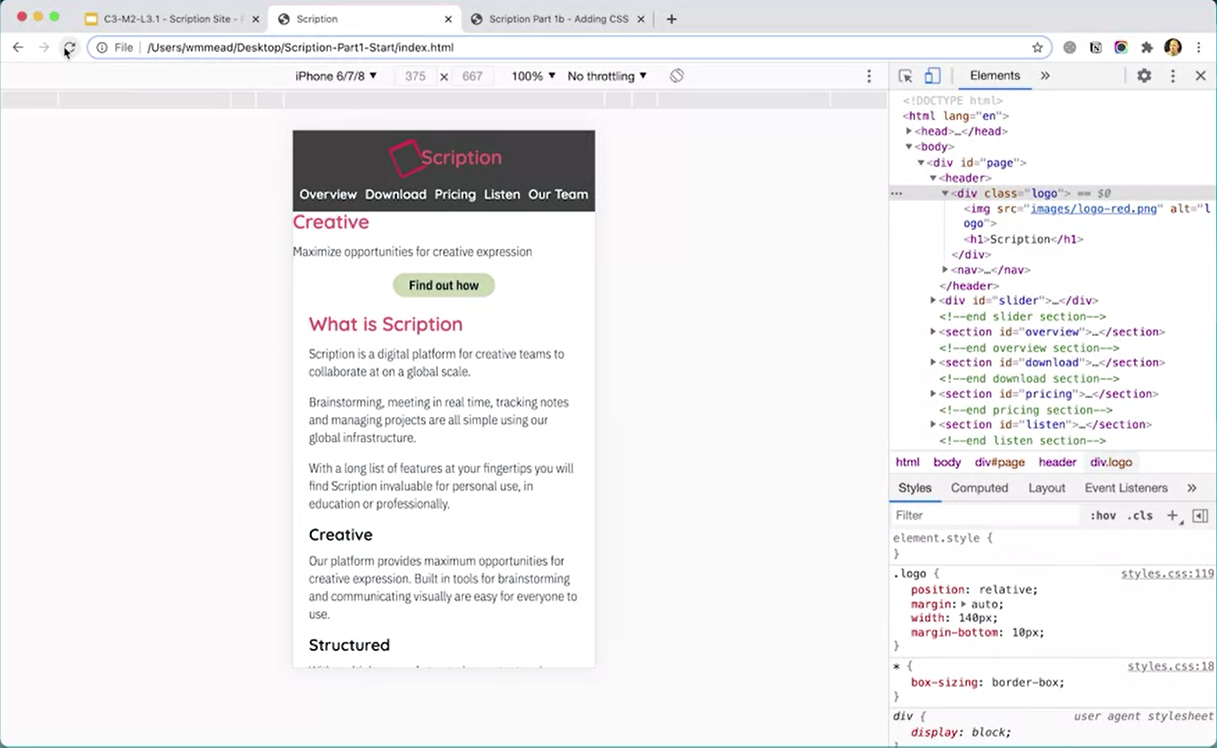 C3-M2-L3.1 - Scription Site -
Scription
Scription Part 1b - Adding CSS
File /Users/wmmead/Desktop/Scription-Part1-Start/index.html
iPhone 6/7/8 375 × 667 100% No throttling
Scription
Overview Download Pricing Listen Our Team
Creative
Maximize opportunities for creative expression
Find out how
What is Scription
Scription is a digital platform for creative teams to
collaborate at on a global scale.
Brainstorming, meeting in real time, tracking notes
and managing projects are all simple using our
global infrastructure.
With a long list of features at your fingertips you will
find Scription invaluable for personal use, in
education or professionally.
Creative
Our platform provides maximum opportunities for
creative expression. Built in tools for brainstorming
and communicating visually are easy for everyone to
use.
Structured
Elements »
<!DOCTYPE html>
<html lang="en">
<head>…</head>
<body>
<div id="page">
<header>
<div class="logo"> == $0
<img src="images/logo-red.png" alt="l
ogo">
<h1>Scription</h1>
</div>
<nav>…</nav>
</header>
<div id="slider">…</div>
<!--end slider section-->
<section id="overview">…</section>
<!--end overview section-->
<section id="download">…</section>
<!--end download section-->
<section id="pricing">…</section>
<!--end pricing section-->
<section id="listen">…</section>
<!--end listen section-->
html body div#page header div.logo
Styles Computed Layout Event Listeners »
Filter :hov .cls +
element.style {
}
.logo { styles.css:119
position: relative;
margin: auto;
width: 140px;
margin-bottom: 10px;
}
* { styles.css:18
box-sizing: border-box;
}
div { user agent stylesheet
display: block;